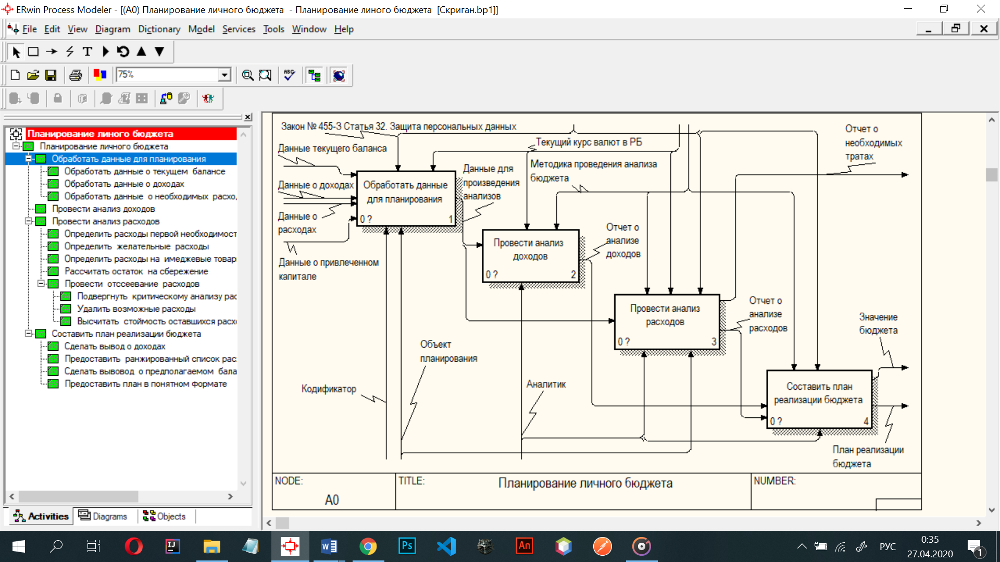 ERwin Process Modeler - [(A0) Планирование личного бюджета - Планирование линого бюджета [Скриган.bp1]]
File Edit View Diagram Dictionary Model Services Tools Window Help
75%
Планирование линого бюджета
Планирование личного бюджета
Обработать данные для планирования
Обработать данные о текущем балансе
Обработать данные о доходах
Обработать данные о необходимых расхо
Провести анализ доходов
Провести анализ расходов
Определить расходы первой необходимост
Определить желательные расходы
Определить расходы на имеджевые товар
Рассчитать остаток на сбережение
Провести отссеевание расходов
Подвергнуть критическому анализу рас
Удалить возможные расходы
Высчитать стоимость оставшихся расх
Составить план реализации бюджета
Сделать вывод о доходах
Предоставить ранжированный список рас
Сделать вывовод о предполагаемом бала
Предоставить план в понятном формате
Activities
Diagrams
Objects
Закон № 455-З Статья 32. Защита персональных данных
Данные текущего баланса
Текущий курс валют в РБ
Данные о доходах
Данные о
расходах
Данные о привлеченном
капитале
Обработать данные
для планирования
0 ?
1
Данные для
произведения
анализов
Методика проведения анализа
бюджета
Провести анализ
доходов
0 ?
2
Отчет о
анализе
доходов
Отчет о
необходимых
тратах
Провести анализ
расходов
0 ?
3
Отчет о
анализе
расходов
Значение
бюджета
Составить план
реализации бюджета
0 ?
4
План реализации
бюджета
Объект
планирования
Кодификатор
Аналитик
NODE:
A0
TITLE:
Планирование личного бюджета
NUMBER:
РУС
0:35
27.04.2020
1
ABC
IJ
W
Ps
An